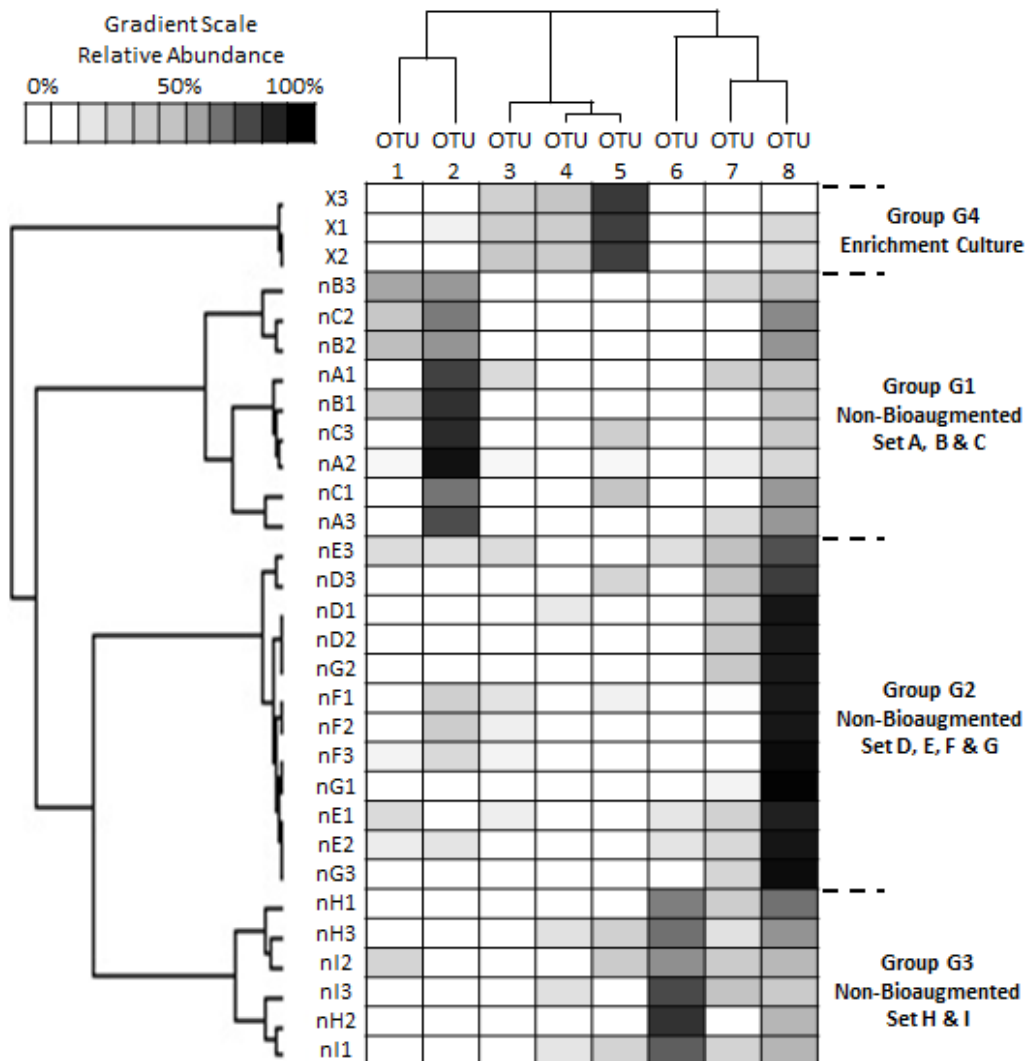 Gradient Scale
Relative Abundance
0% 50% 100%
OTU OTU OTU OTU OTU OTU OTU OTU
1 2 3 4 5 6 7 8
X3
X1
X2
Group G4
Enrichment Culture
nB3
nC2
nB2
nA1
nB1
nC3
nA2
nC1
nA3
Group G1
Non-Bioaugmented
Set A, B & C
nE3
nD3
nD1
nD2
nG2
nF1
nF2
nF3
nG1
nE1
nE2
nG3
Group G2
Non-Bioaugmented
Set D, E, F & G
nH1
nH3
nI2
nI3
nH2
nI1
Group G3
Non-Bioaugmented
Set H & I